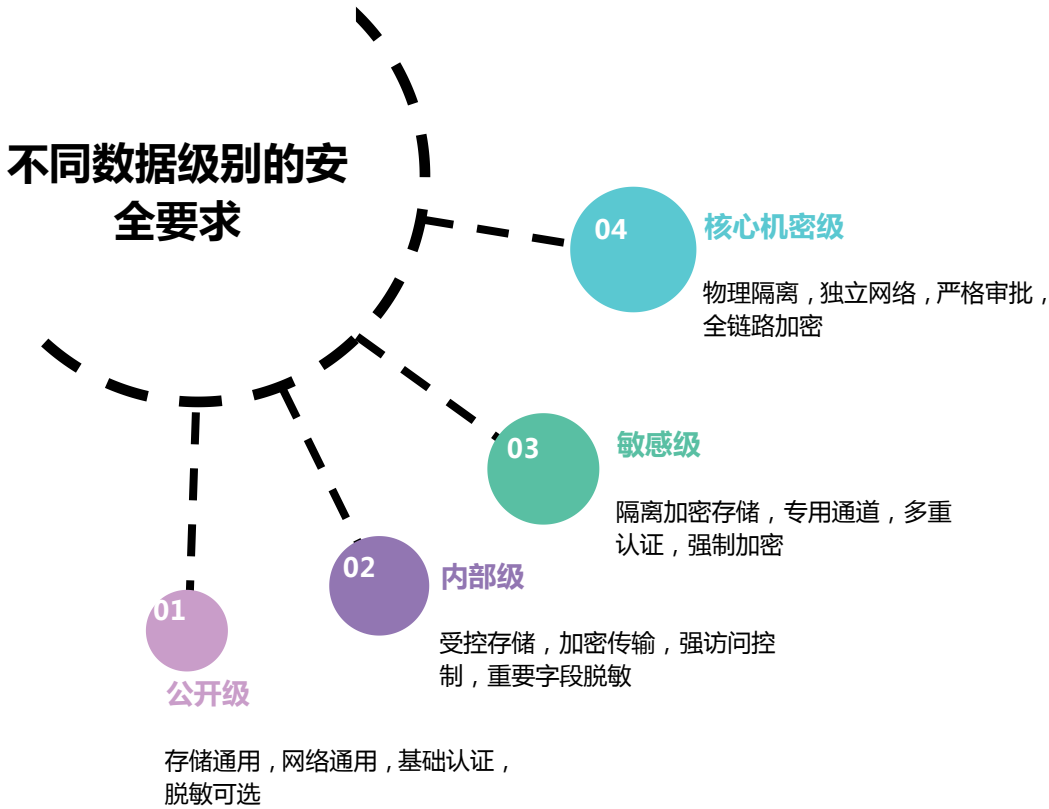 不同数据级别的安
全要求
04
核心机密级
物理隔离，独立网络，严格审批，
全链路加密
03
敏感级
隔离加密存储，专用通道，多重
认证，强制加密
02
内部级
受控存储，加密传输，强访问控
制，重要字段脱敏
01
公开级
存储通用，网络通用，基础认证，
脱敏可选